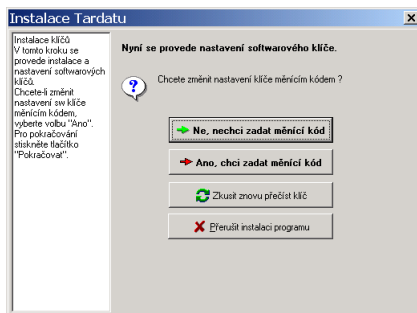 Instalace Tardatu
Instalace klíčů
V tomto kroku se
provede instalace a
nastavení softwarových
klíčů.
Chcete-li změnit
nastavení sw klíče
měnícím kódem,
vyberte volbu "Ano".
Pro pokračování
stiskněte tlačítko
"Pokračovat".
Nyní se provede nastavení softwarového klíče.
Chcete změnit nastavení klíče měnícím kódem ?
Ne, nechci zadat měnící kód
Ano, chci zadat měnící kód
Zkusit znovu přečíst klíč
Přerušit instalaci programu